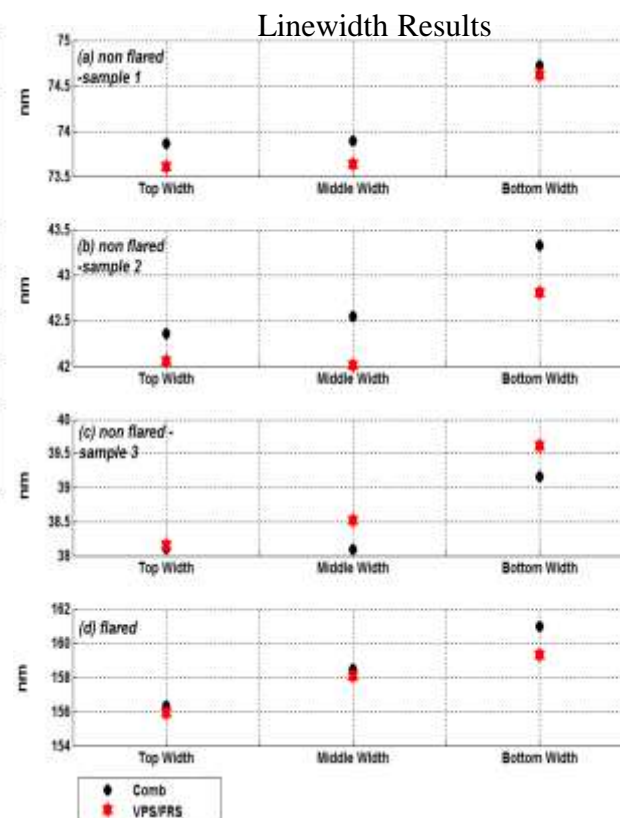 Linewidth Results
75
(a) non flared
-sample 1
74.5
nm
74
73.5
Top Width Middle Width Bottom Width
43.5
(b) non flared
-sample 2
43
nm
42.5
42
Top Width Middle Width Bottom Width
40
(c) non flared -
sample 3
39.5
39
nm
38.5
38
Top Width Middle Width Bottom Width
162
(d) flared
160
nm
158
156
154
Top Width Middle Width Bottom Width
Comb
VPS/FRS